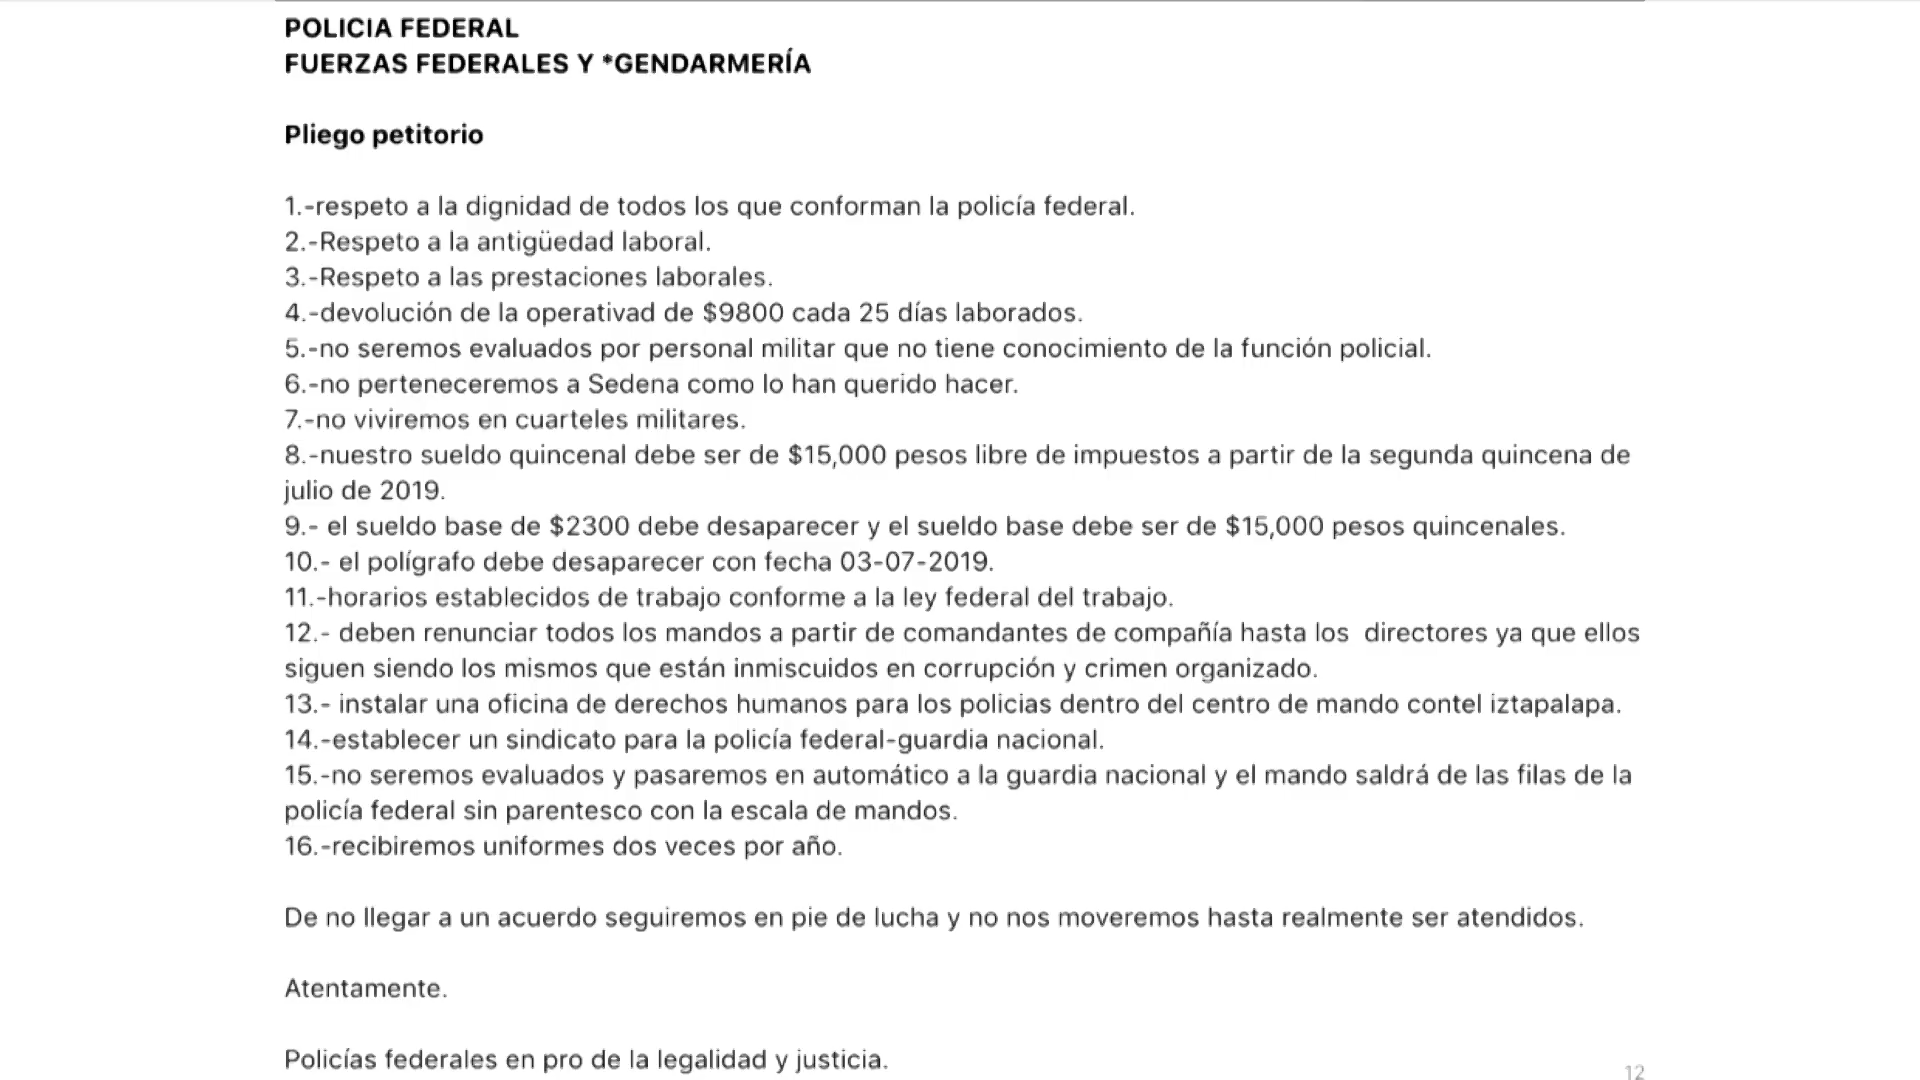 POLICIA FEDERAL
FUERZAS FEDERALES Y *GENDARMERÍA
Pliego petitorio
1.-respeto a la dignidad de todos los que conforman la policía federal.
2.-Respeto a la antigüedad laboral.
3.-Respeto a las prestaciones laborales.
4.-devolución de la operativad de $9800 cada 25 días laborados.
5.-no seremos evaluados por personal militar que no tiene conocimiento de la función policial.
6.-no perteneceremos a Sedena como lo han querido hacer.
7.-no viviremos en cuarteles militares.
8.-nuestro sueldo quincenal debe ser de $15,000 pesos libre de impuestos a partir de la segunda quincena de
julio de 2019.
9.- el sueldo base de $2300 debe desaparecer y el sueldo base debe ser de $15,000 pesos quincenales.
10.- el polígrafo debe desaparecer con fecha 03-07-2019.
11.-horarios establecidos de trabajo conforme a la ley federal del trabajo.
12.- deben renunciar todos los mandos a partir de comandantes de compañía hasta los  directores ya que ellos
siguen siendo los mismos que están inmiscuidos en corrupción y crimen organizado.
13.- instalar una oficina de derechos humanos para los policias dentro del centro de mando contel iztapalapa.
14.-establecer un sindicato para la policía federal-guardia nacional.
15.-no seremos evaluados y pasaremos en automático a la guardia nacional y el mando saldrá de las filas de la
policía federal sin parentesco con la escala de mandos.
16.-recibiremos uniformes dos veces por año.
De no llegar a un acuerdo seguiremos en pie de lucha y no nos moveremos hasta realmente ser atendidos.
Atentamente.
Policías federales en pro de la legalidad y justicia.
12